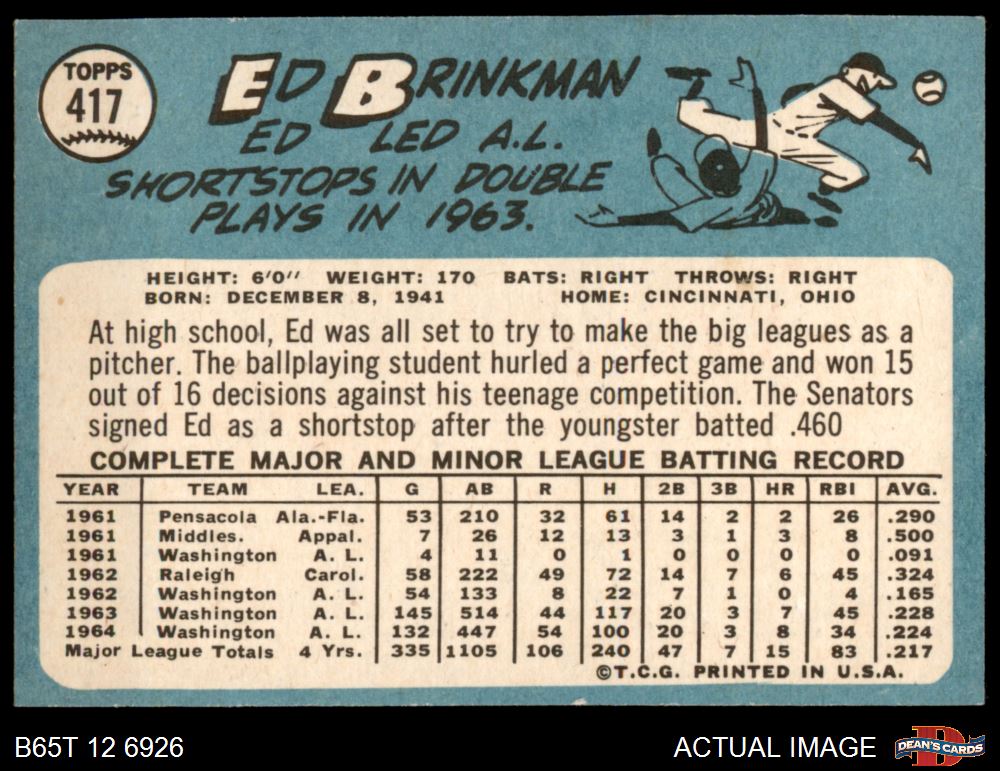 TOPPS
417
ED BRINKMAN
ED LED A.L.
SHORTSTOPS IN DOUBLE
PLAYS IN 1963.
HEIGHT: 6'0" WEIGHT: 170 BATS: RIGHT THROWS: RIGHT
BORN: DECEMBER 8, 1941 HOME: CINCINNATI, OHIO
At high school, Ed was all set to try to make the big leagues as a
pitcher. The ballplaying student hurled a perfect game and won 15
out of 16 decisions against his teenage competition. The Senators
signed Ed as a shortstop after the youngster batted .460
COMPLETE MAJOR AND MINOR LEAGUE BATTING RECORD
YEAR TEAM LEA. G AB R H 2B 3B HR RBI AVG.
1961 Pensacola Ala.-Fla. 53 210 32 61 14 2 2 26 .290
1961 Middles. Appal. 7 26 12 13 3 1 3 8 .500
1961 Washington A. L. 4 11 0 1 0 0 0 0 .091
1962 Raleigh Carol. 58 222 49 72 14 7 6 45 .324
1962 Washington A. L. 54 133 8 22 7 1 0 4 .165
1963 Washington A. L. 145 514 44 117 20 3 7 45 .228
1964 Washington A. L. 132 447 54 100 20 3 8 34 .224
Major League Totals 4 Yrs. 335 1105 106 240 47 7 15 83 .217
©T.C.G. PRINTED IN U.S.A.
B65T 12 6926 ACTUAL IMAGE
D
DEAN'S CARDS